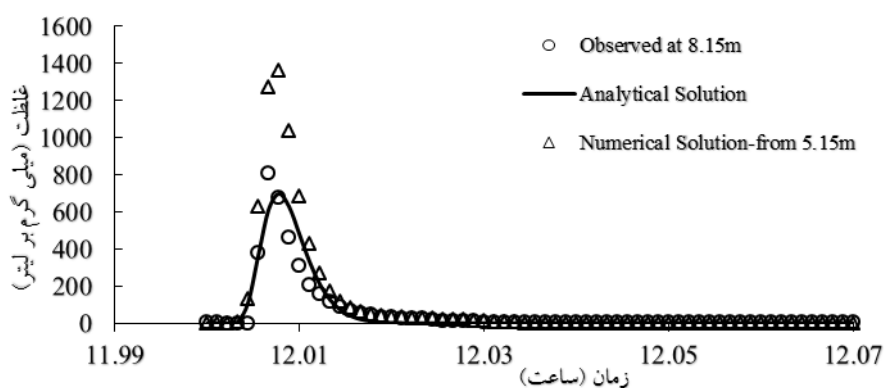 1600
1400
1200
1000
800
600
400
200
0
غلظت (میلی گرم بر لیتر)
Observed at 8.15m
Analytical Solution
Numerical Solution-from 5.15m
11.99 12.01 12.03 12.05 12.07
زمان (ساعت)